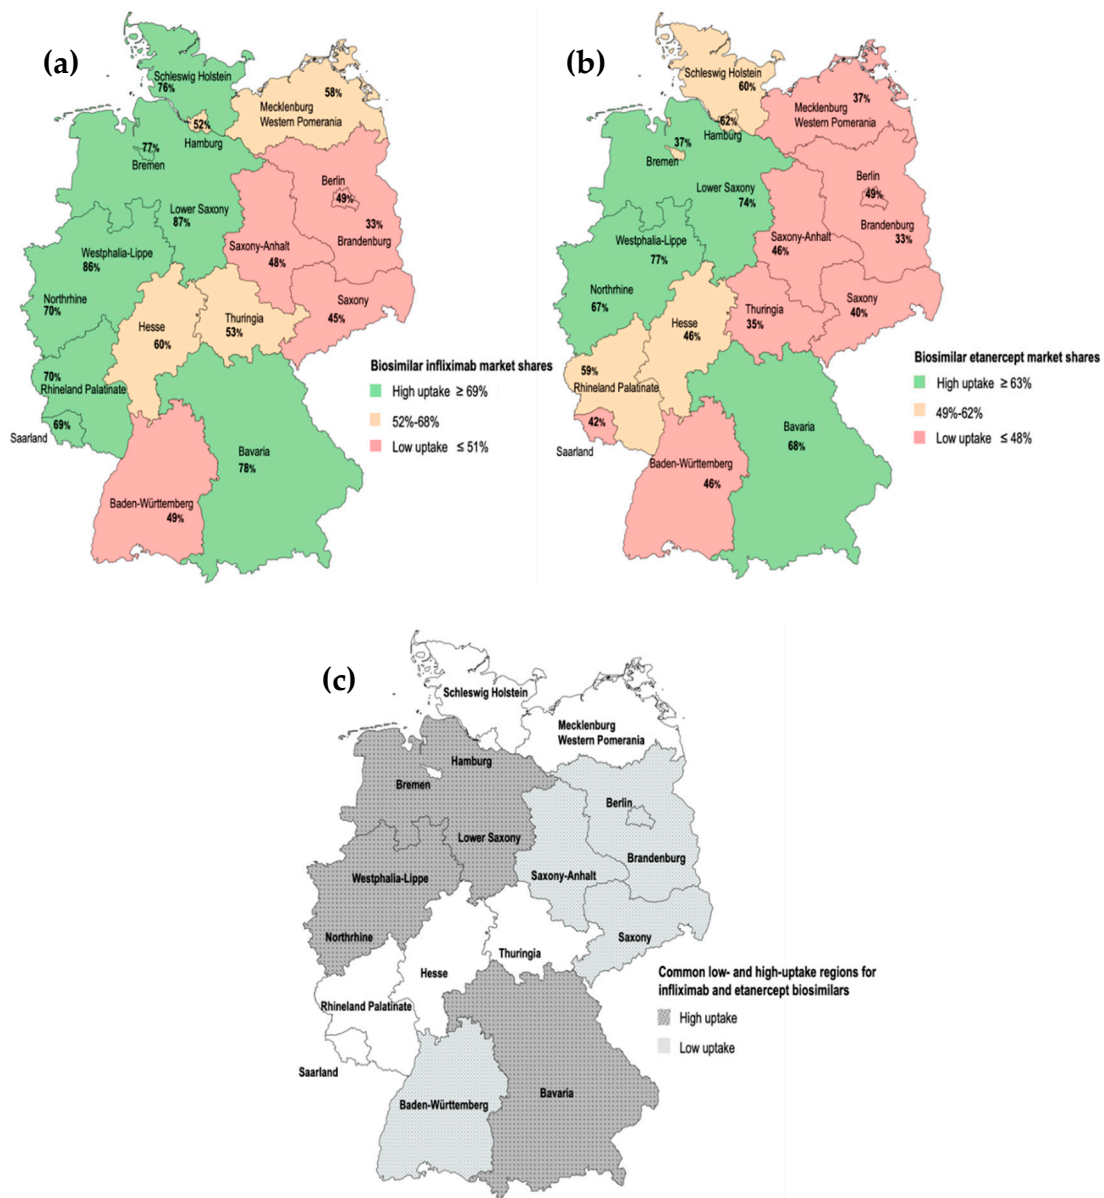 (a)
Schleswig Holstein
76%
58%
Mecklenburg
Western Pomerania
52%
Hamburg
77%
Bremen
Berlin
49%
Lower Saxony
87%
33%
Brandenburg
Westphalia-Lippe
86%
Saxony-Anhalt
48%
Northrhine
70%
Saxony
45%
Hesse
60%
Thuringia
53%
70%
Rhineland Palatinate
69%
Saarland
Bavaria
78%
Baden-Württemberg
49%
Biosimilar infliximab market shares
High uptake ≥ 69%
52%-68%
Low uptake ≤ 51%
(b)
Schleswig Holstein
60%
37%
Mecklenburg
Western Pomerania
62%
Hamburg
37%
Bremen
Berlin
49%
Lower Saxony
74%
Brandenburg
33%
Westphalia-Lippe
77%
Saxony-Anhalt
46%
Northrhine
67%
Saxony
40%
Hesse
46%
Thuringia
35%
59%
Rhineland Palatinate
42%
Saarland
Bavaria
68%
Baden-Württemberg
46%
Biosimilar etanercept market shares
High uptake ≥ 63%
49%-62%
Low uptake ≤ 48%
(c)
Schleswig Holstein
Mecklenburg
Western Pomerania
Hamburg
Bremen
Berlin
Lower Saxony
Brandenburg
Westphalia-Lippe
Saxony-Anhalt
Northrhine
Saxony
Thuringia
Hesse
Rhineland Palatinate
Saarland
Bavaria
Baden-Württemberg
Common low- and high-uptake regions for
infliximab and etanercept biosimilars
High uptake
Low uptake